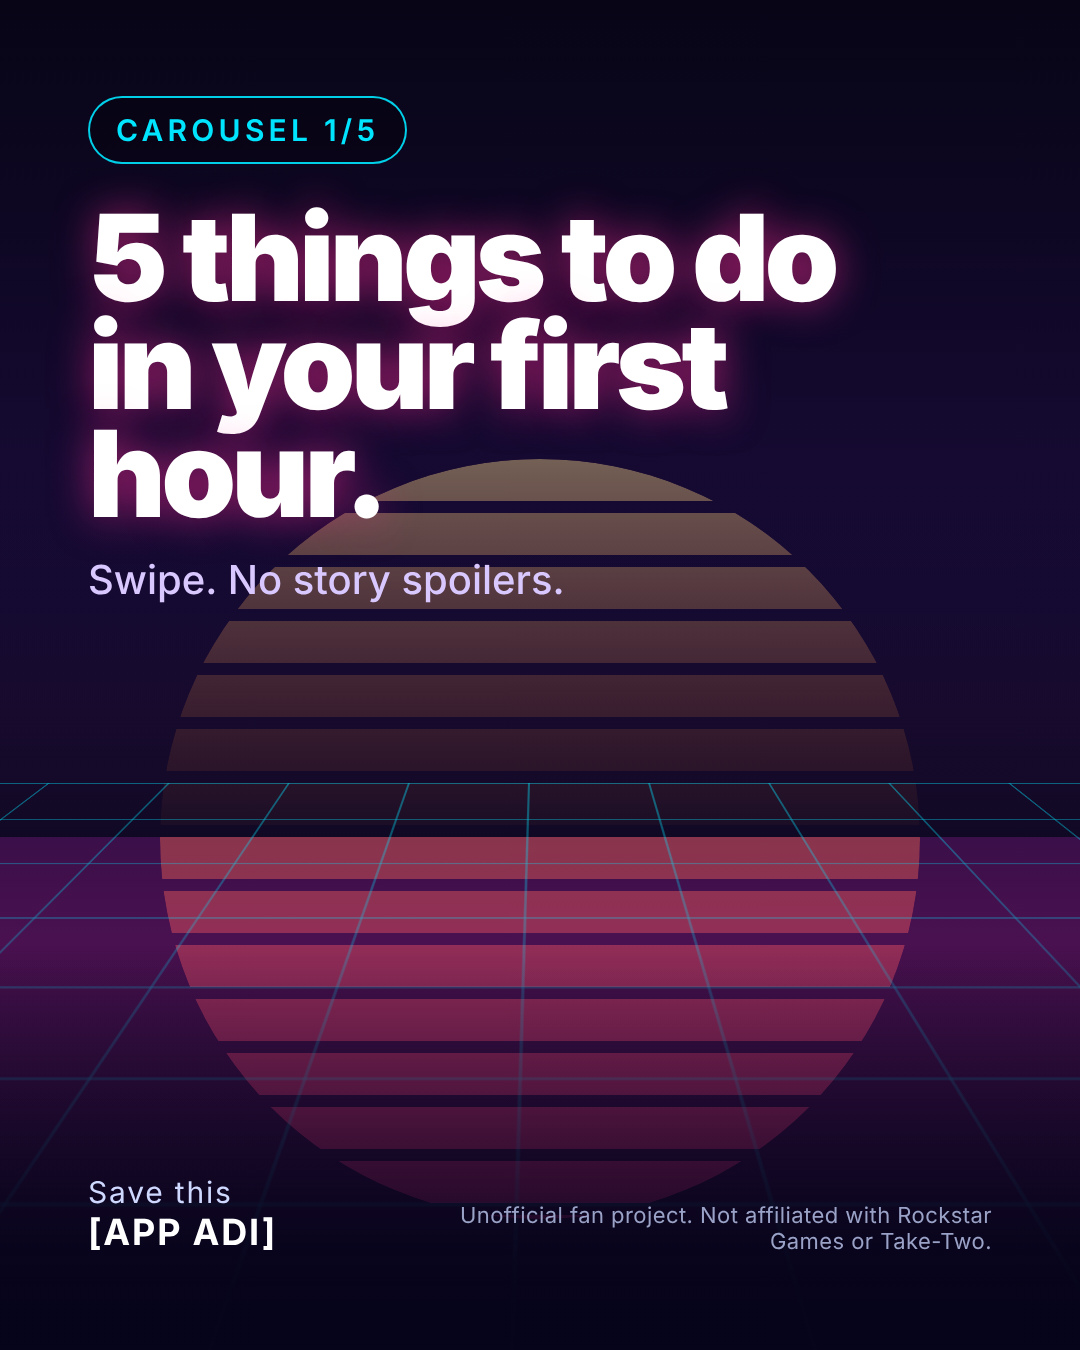 CAROUSEL 1/5
5 things to do
in your first
hour.
Swipe. No story spoilers.
Save this
[APP ADI]
Unofficial fan project. Not affiliated with Rockstar
Games or Take-Two.